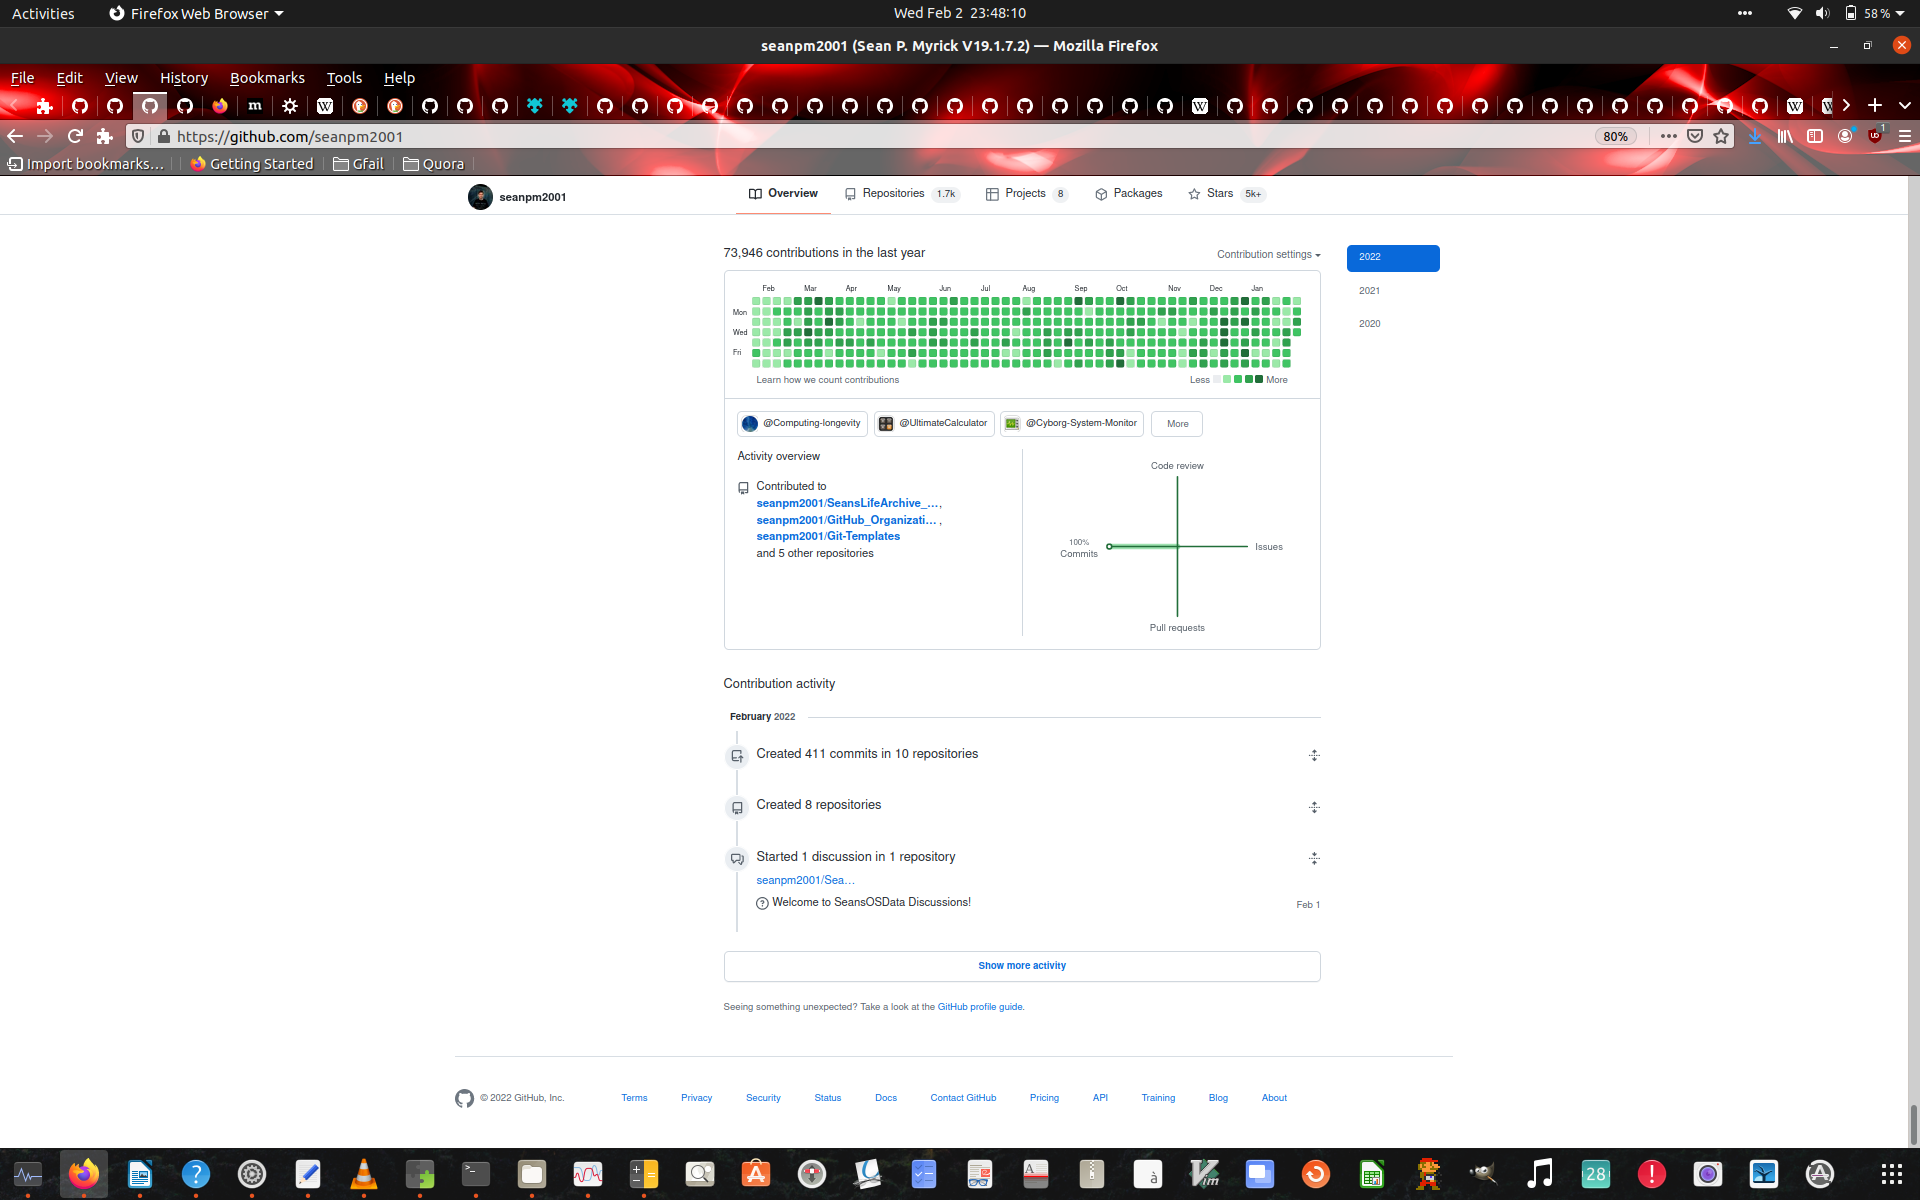 Activities
Firefox Web Browser
Wed Feb 2 23:48:10
58 %
seanpm2001 (Sean P. Myrick V19.1.7.2) — Mozilla Firefox
File Edit View History Bookmarks Tools Help
https://github.com/seanpm2001
80%
1
Import bookmarks…
Getting Started
Gfail
Quora
seanpm2001
Overview
Repositories 1.7k
Projects 8
Packages
Stars 5k+
73,946 contributions in the last year
Contribution settings
2022
2021
2020
Feb Mar Apr May Jun Jul Aug Sep Oct Nov Dec Jan
Mon
Wed
Fri
Learn how we count contributions
Less More
@Computing-longevity
@UltimateCalculator
@Cyborg-System-Monitor
More
Activity overview
Contributed to
seanpm2001/SeansLifeArchive_…,
seanpm2001/GitHub_Organizati… ,
seanpm2001/Git-Templates
and 5 other repositories
Code review
100%
Commits
Issues
Pull requests
Contribution activity
February 2022
Created 411 commits in 10 repositories
Created 8 repositories
Started 1 discussion in 1 repository
seanpm2001/Sea…
Welcome to SeansOSData Discussions!
Feb 1
Show more activity
Seeing something unexpected? Take a look at the GitHub profile guide.
© 2022 GitHub, Inc.
Terms
Privacy
Security
Status
Docs
Contact GitHub
Pricing
API
Training
Blog
About
28